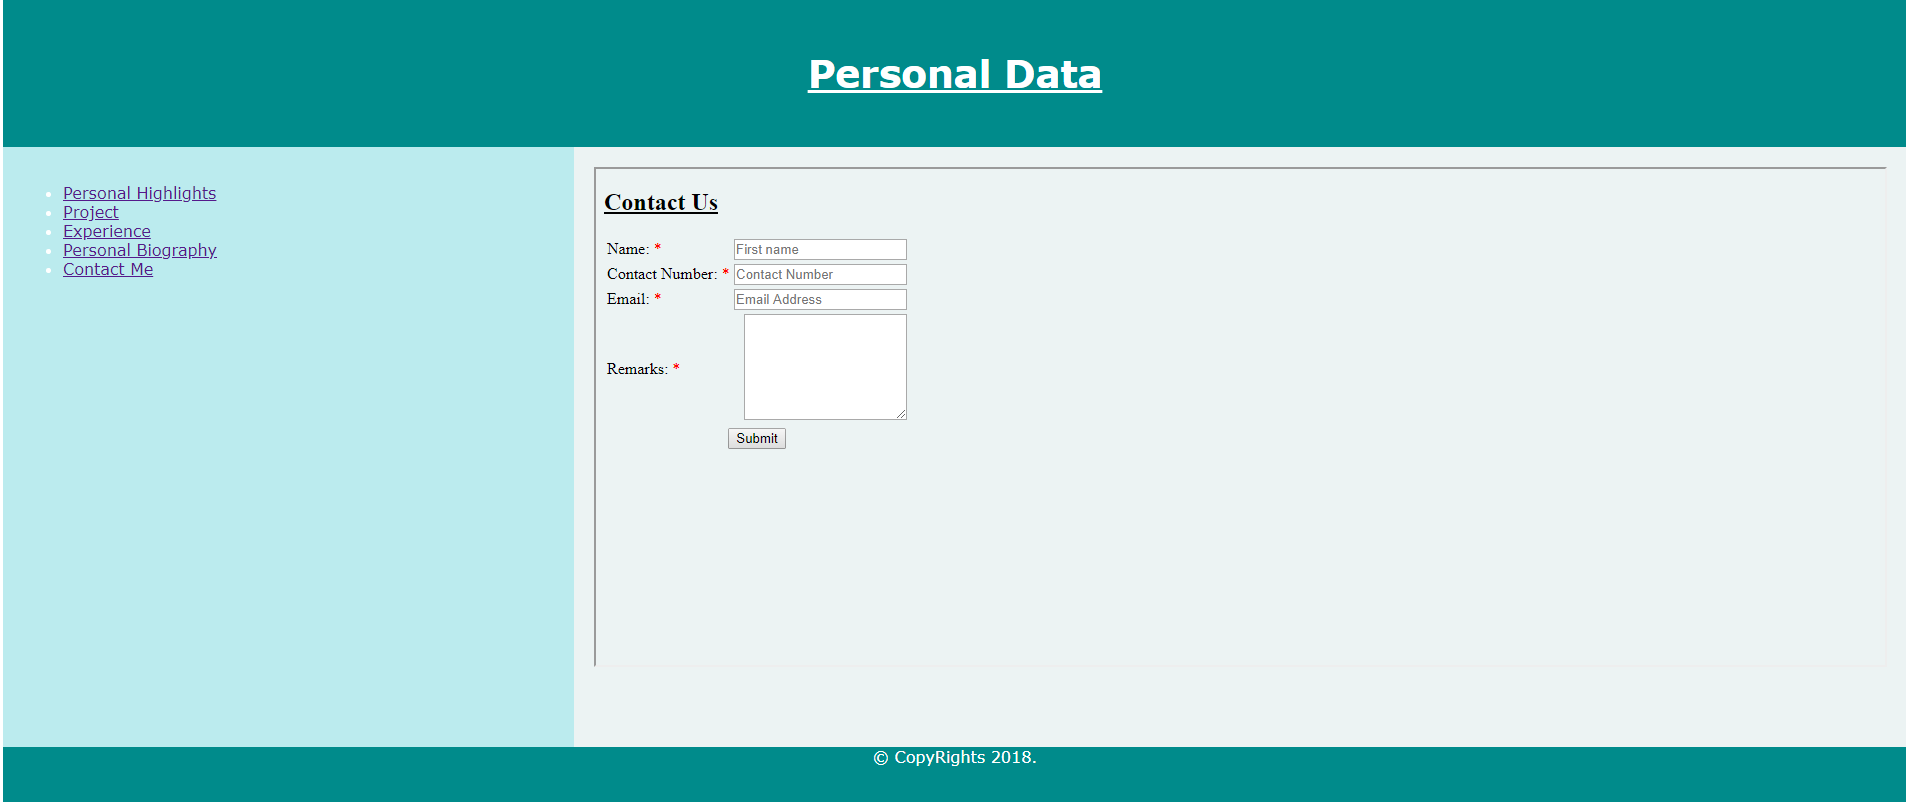 Personal Data
Personal Highlights
Project
Experience
Personal Biography
Contact Me
Contact Us
Name: * First name
Contact Number: * Contact Number
Email: * Email Address
Remarks: *
Submit
© CopyRights 2018.